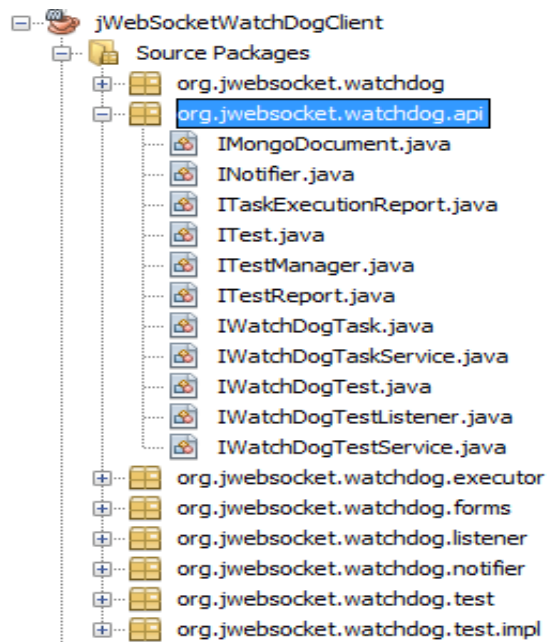 jWebSocketWatchDogClient
Source Packages
org.jwebsocket.watchdog
org.jwebsocket.watchdog.api
IMongoDocument.java
INotifier.java
ITaskExecutionReport.java
ITest.java
ITestManager.java
ITestReport.java
IWatchDogTask.java
IWatchDogTaskService.java
IWatchDogTest.java
IWatchDogTestListener.java
IWatchDogTestService.java
org.jwebsocket.watchdog.executor
org.jwebsocket.watchdog.forms
org.jwebsocket.watchdog.listener
org.jwebsocket.watchdog.notifier
org.jwebsocket.watchdog.test
org.jwebsocket.watchdog.test.impl